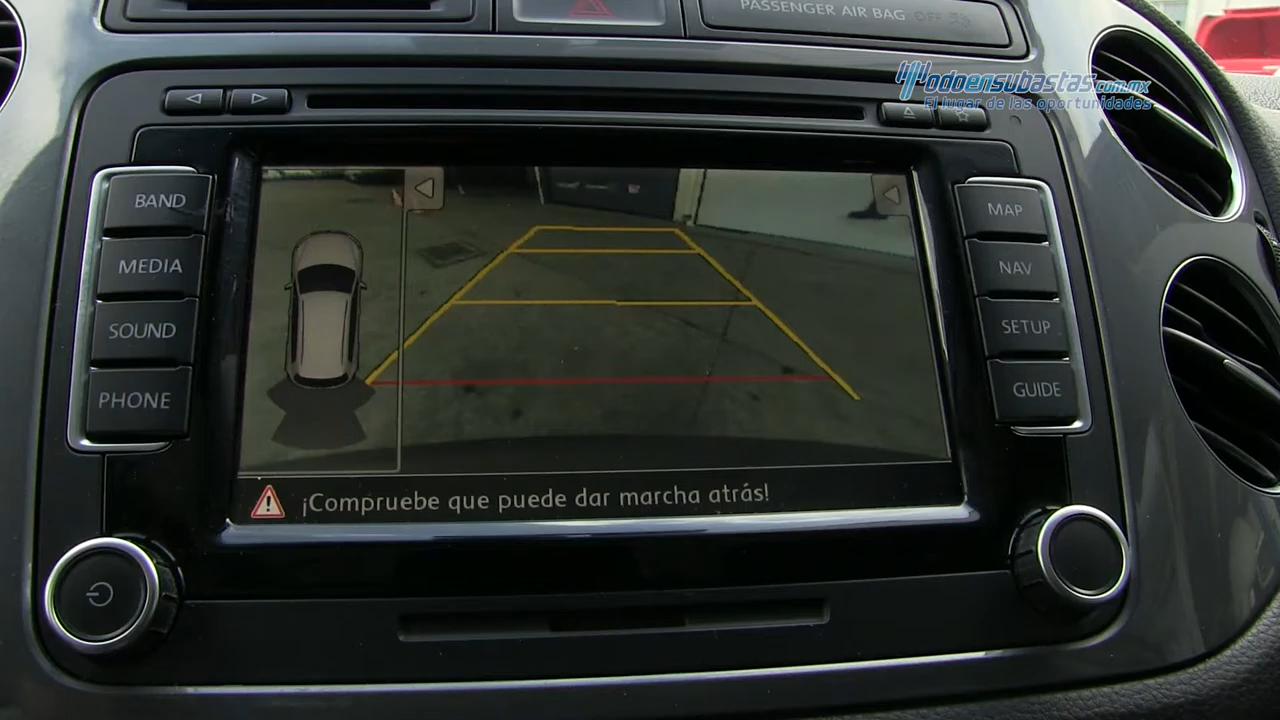 PASSENGER AIR BAG OFF
todoensubastas.com.mx
El lugar de las oportunidades
BAND
MEDIA
SOUND
PHONE
MAP
NAV
SETUP
GUIDE
¡Compruebe que puede dar marcha atrás!